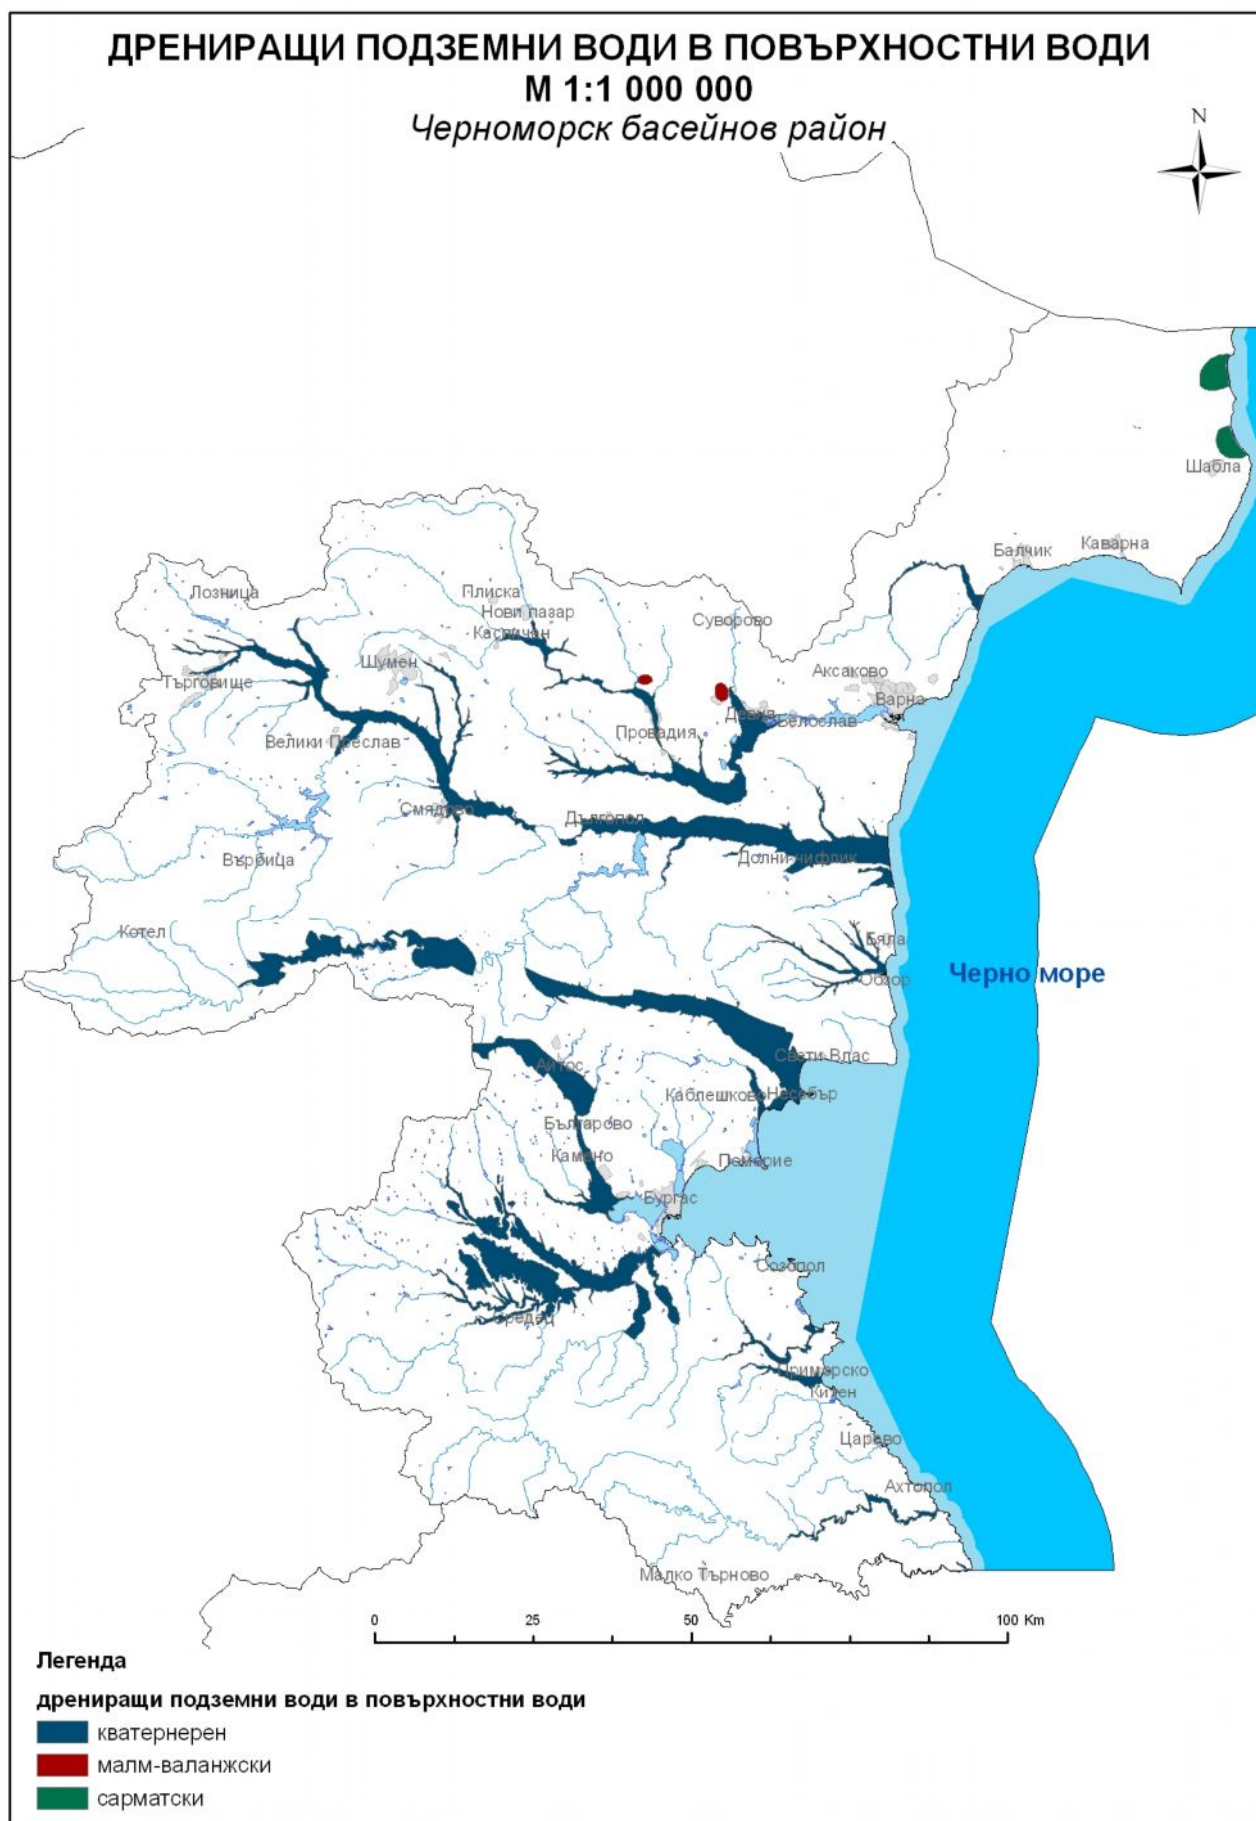 ДРЕНИРАЩИ ПОДЗЕМНИ ВОДИ В ПОВЪРХНОСТНИ ВОДИ
М 1:1 000 000
Черноморск басейнов район
N
Шабла
Каварна
Балчик
Плиска
Лозница
Нови пазар
Суворово
Каспичан
Шумен
Аксаково
Търговище
Варна
Девня
Белослав
Провадия
Велики Преслав
Смядово
Дългопол
Долни чифлик
Върбица
Котел
Бяла
Черно море
Обзор
Свети Влас
Айтос
Каблешково
Несебър
Българово
Камено
Поморие
Бургас
Созопол
Средец
Приморско
Китен
Царево
Ахтопол
Малко Търново
0 25 50 100 Km
Легенда
дрениращи подземни води в повърхностни води
кватернерен
малм-валанжски
сарматски